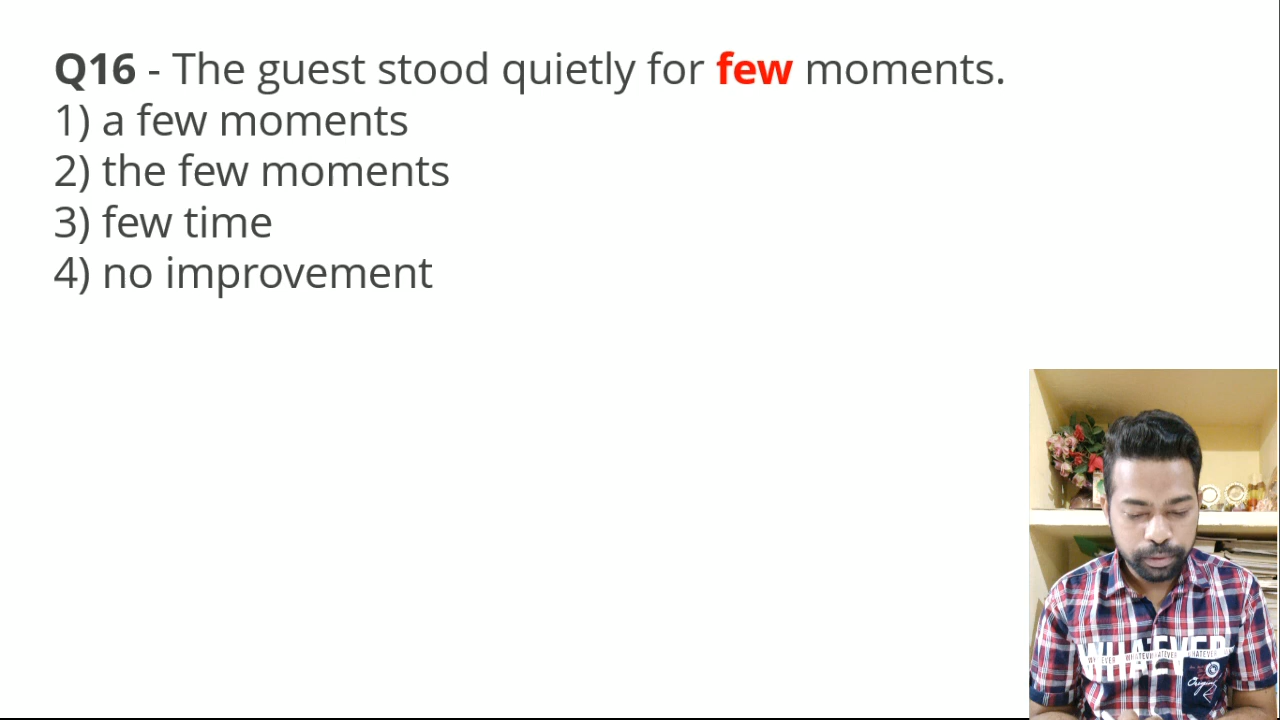 Q16 - The guest stood quietly for few moments.
1) a few moments
2) the few moments
3) few time
4) no improvement
WHATEVER